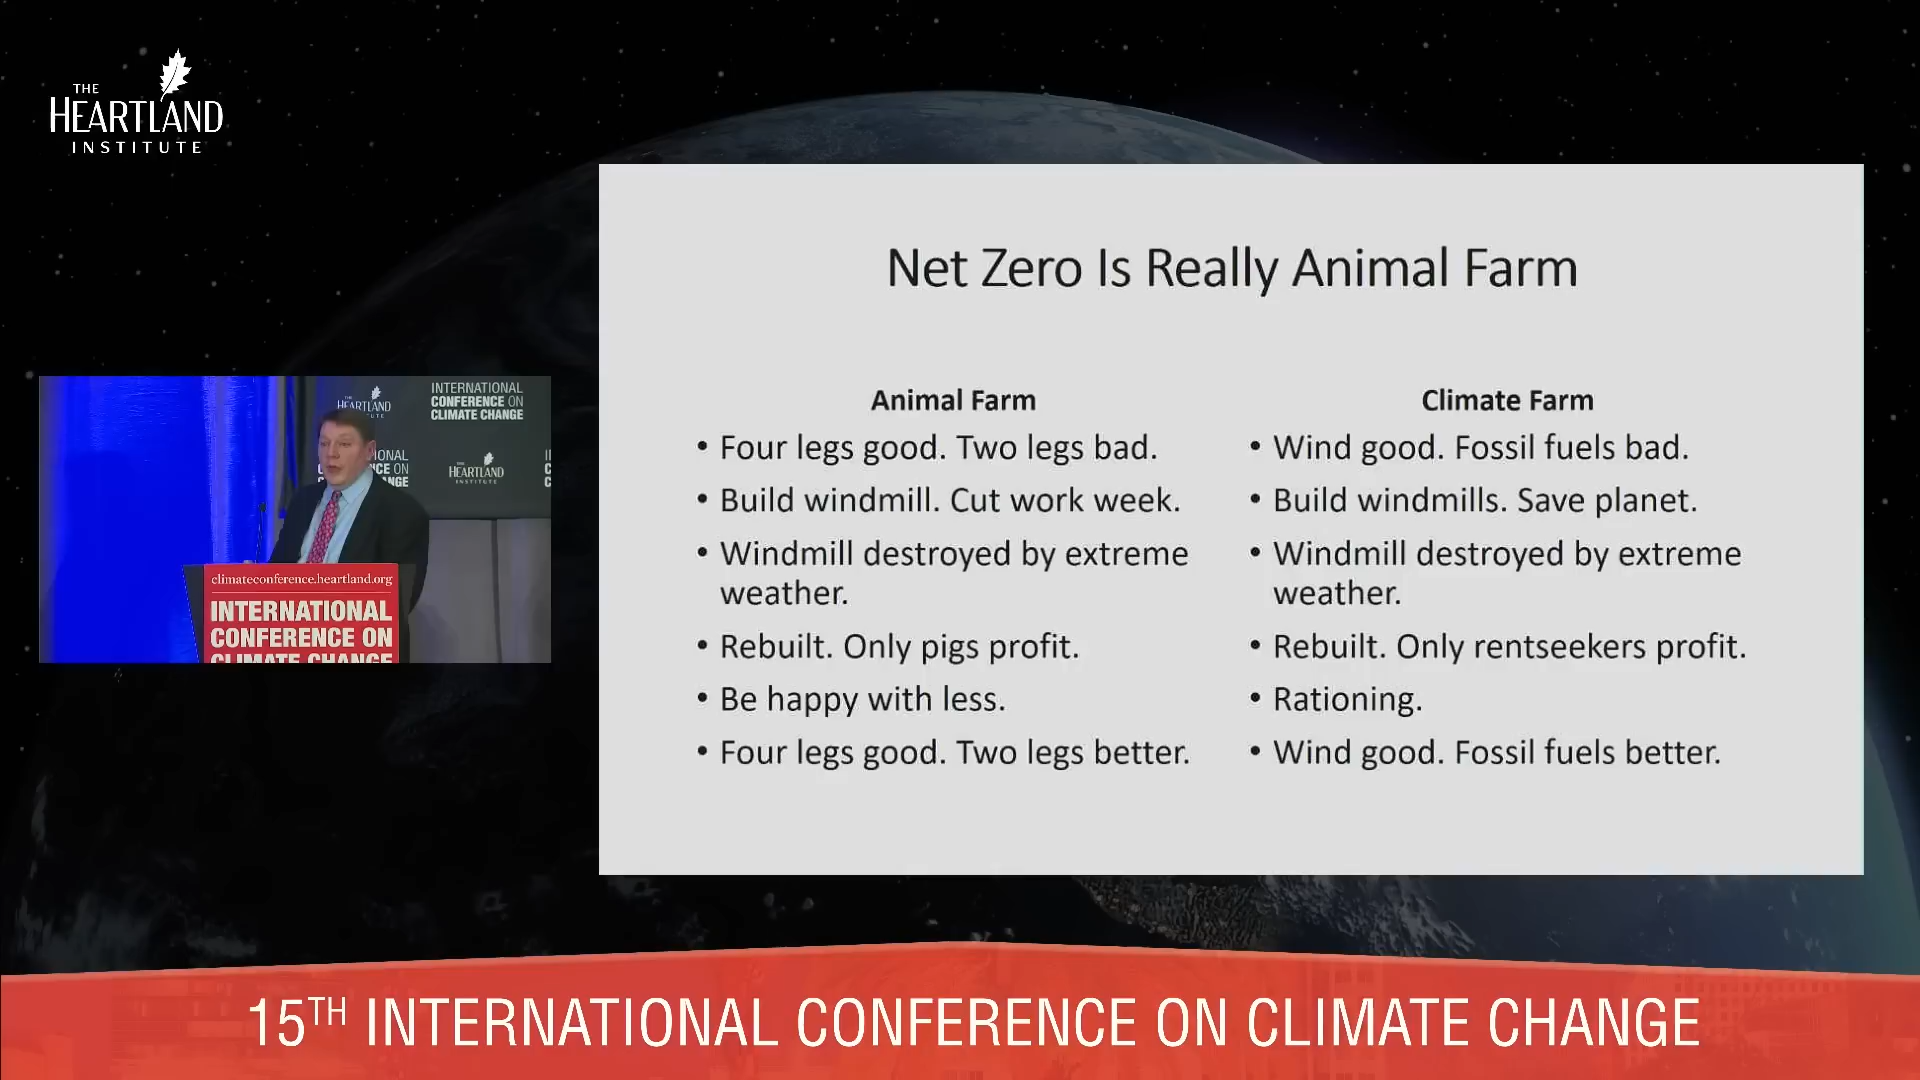 THE
HEARTLAND
INSTITUTE
Net Zero Is Really Animal Farm
Animal Farm
• Four legs good. Two legs bad.
• Build windmill. Cut work week.
• Windmill destroyed by extreme
weather.
• Rebuilt. Only pigs profit.
• Be happy with less.
• Four legs good. Two legs better.
Climate Farm
• Wind good. Fossil fuels bad.
• Build windmills. Save planet.
• Windmill destroyed by extreme
weather.
• Rebuilt. Only rentseekers profit.
• Rationing.
• Wind good. Fossil fuels better.
HEARTLAND
INTERNATIONAL
CONFERENCE ON
CLIMATE CHANGE
HEARTLAND
INSTITUTE
climateconference.heartland.org
INTERNATIONAL
CONFERENCE ON
CLIMATE CHANGE
15TH INTERNATIONAL CONFERENCE ON CLIMATE CHANGE